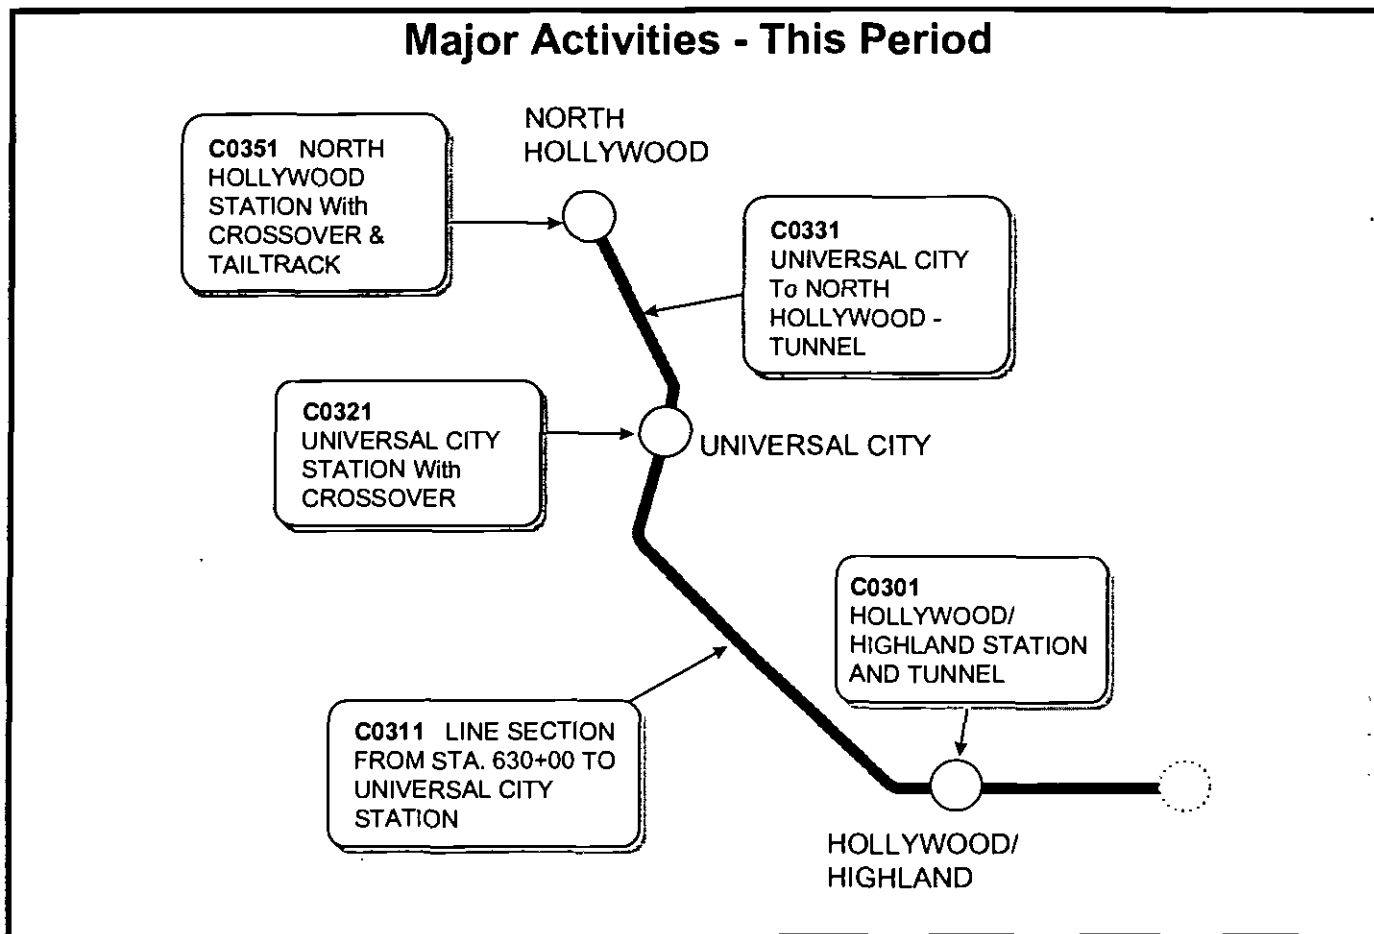 Major Activities - This Period
NORTH
HOLLYWOOD
C0351 NORTH
HOLLYWOOD
STATION With
CROSSOVER &
TAILTRACK
C0331
UNIVERSAL CITY
To NORTH
HOLLYWOOD -
TUNNEL
C0321
UNIVERSAL CITY
STATION With
CROSSOVER
UNIVERSAL CITY
C0301
HOLLYWOOD/
HIGHLAND STATION
AND TUNNEL
C0311 LINE SECTION
FROM STA. 630+00 TO
UNIVERSAL CITY
STATION
HOLLYWOOD/
HIGHLAND